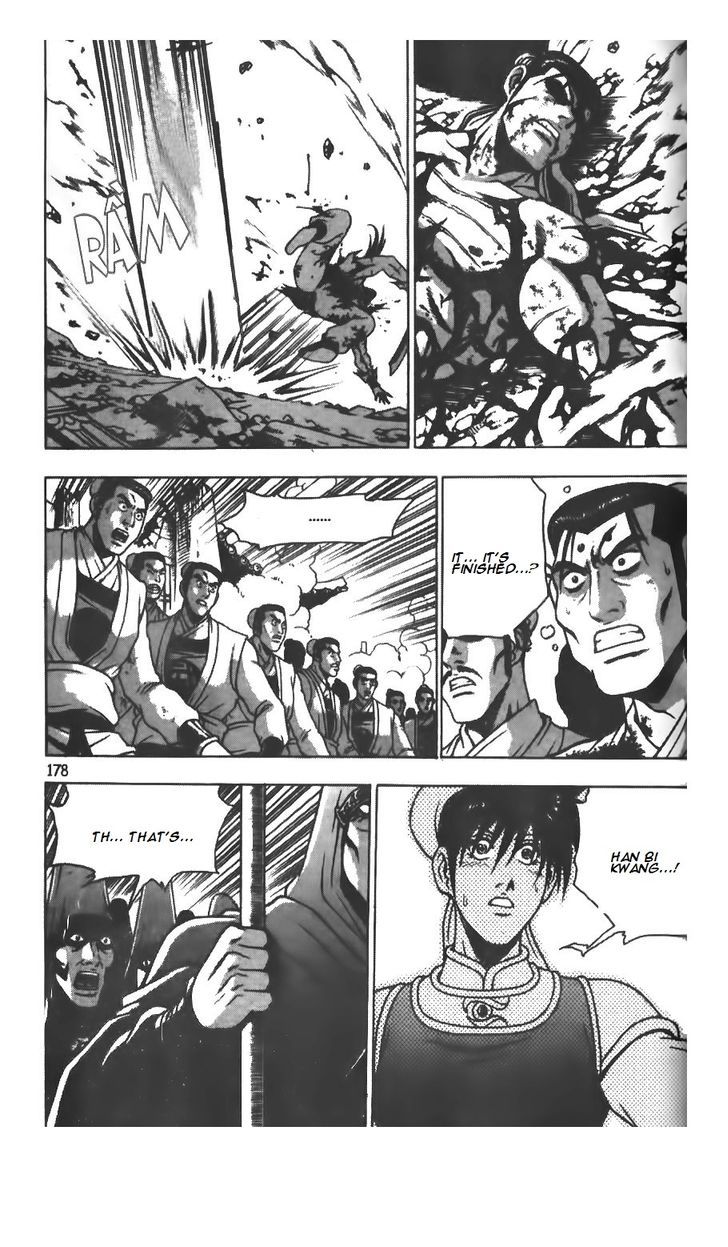 RẦM
......
IT... IT'S
FINISHED...?
178
TH... THAT'S...
HAN BI
KWANG...!